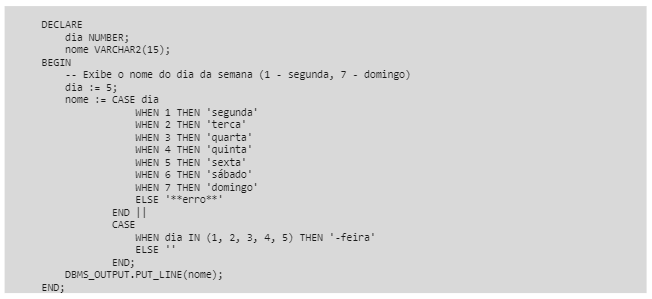 DECLARE
dia NUMBER;
nome VARCHAR2(15);
BEGIN
-- Exibe o nome do dia da semana (1 - segunda, 7 - domingo)
dia := 5;
nome := CASE dia
WHEN 1 THEN 'segunda'
WHEN 2 THEN 'terca'
WHEN 3 THEN 'quarta'
WHEN 4 THEN 'quinta'
WHEN 5 THEN 'sexta'
WHEN 6 THEN 'sábado'
WHEN 7 THEN 'domingo'
ELSE '**erro**'
END ||
CASE
WHEN dia IN (1, 2, 3, 4, 5) THEN '-feira'
ELSE ''
END;
DBMS_OUTPUT.PUT_LINE(nome);
END;